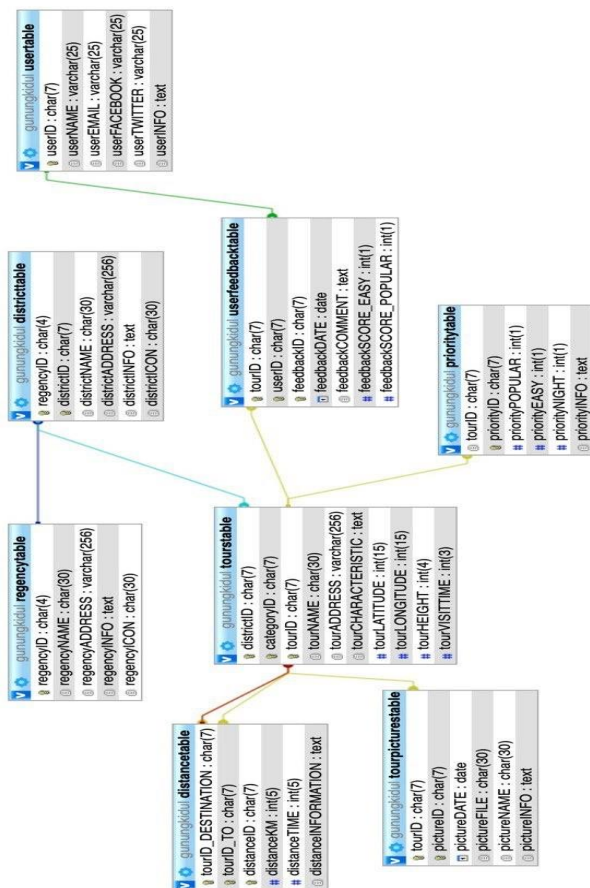 gunungkidul regencytable
regencyID : char(4)
regencyNAME : char(30)
regencyADDRESS : varchar(256)
regencyINFO : text
regencyICON : char(30)
gunungkidul districttable
regencyID : char(4)
districtID : char(7)
districtNAME : char(30)
districtADDRESS : varchar(256)
districtINFO : text
districtICON : char(30)
gunungkidul usertable
userID : char(7)
userNAME : varchar(25)
userEMAIL : varchar(25)
userFACEBOOK : varchar(25)
userTWITTER : varchar(25)
userINFO : text
gunungkidul distancetable
tourID_DESTINATION : char(7)
tourID_TO : char(7)
distanceID : char(7)
distanceKM : int(5)
distanceTIME : int(5)
distanceINFORMATION : text
gunungkidul tourstable
districtID : char(7)
categoryID : char(7)
tourID : char(7)
tourNAME : char(30)
tourADDRESS : varchar(256)
tourCHARACTERISTIC : text
tourLATITUDE : int(15)
tourLONGITUDE : int(15)
tourHEIGHT : int(4)
tourVISITTIME : int(3)
gunungkidul userfeedbacktable
tourID : char(7)
userID : char(7)
feedbackID : char(7)
feedbackDATE : date
feedbackCOMMENT : text
feedbackSCORE_EASY : int(1)
feedbackSCORE_POPULAR : int(1)
gunungkidul tourpicturestable
tourID : char(7)
pictureID : char(7)
pictureDATE : date
pictureFILE : char(30)
pictureNAME : char(30)
pictureINFO : text
gunungkidul prioritytable
tourID : char(7)
priorityID : char(7)
priorityPOPULAR : int(1)
priorityEASY : int(1)
priorityNIGHT : int(1)
priorityINFO : text